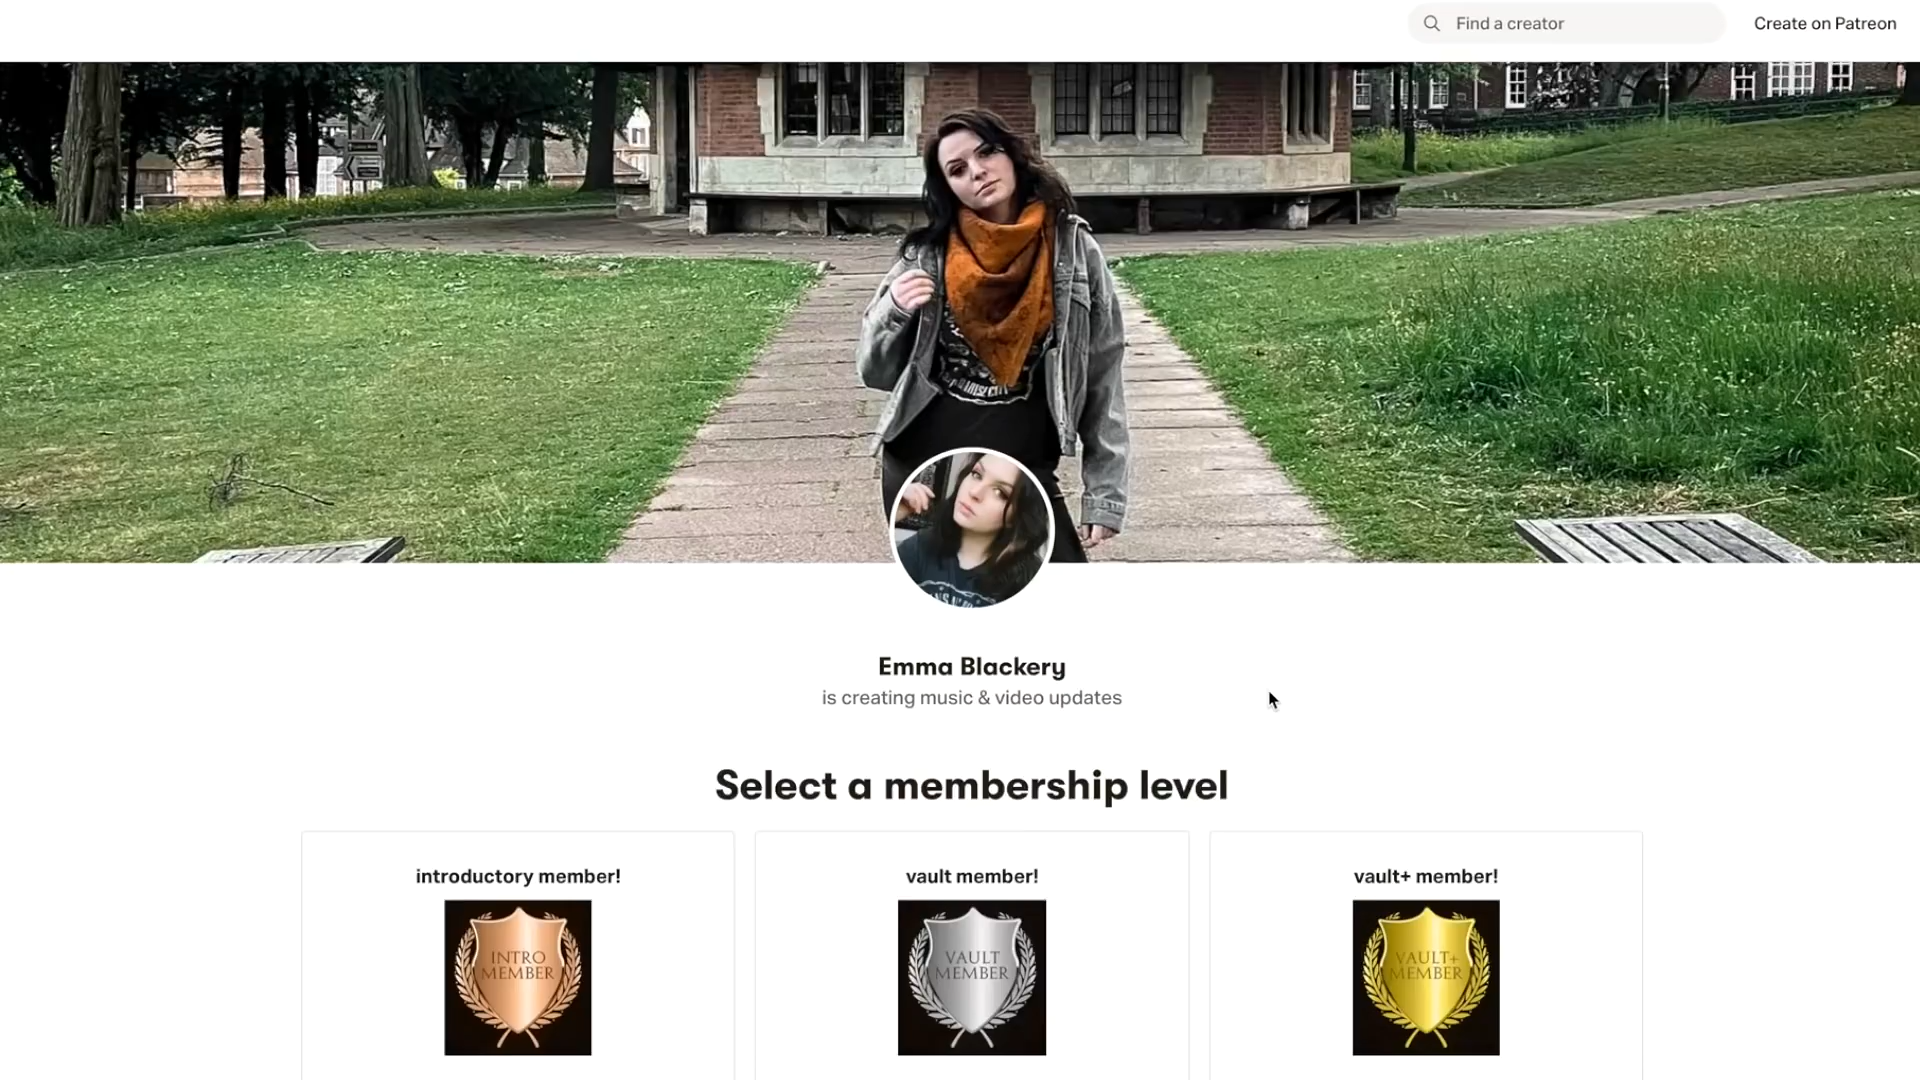 Find a creator
Create on Patreon
Emma Blackery
is creating music & video updates
Select a membership level
introductory member!
vault member!
vault+ member!
INTRO
MEMBER
VAULT
MEMBER
VAULT+
MEMBER